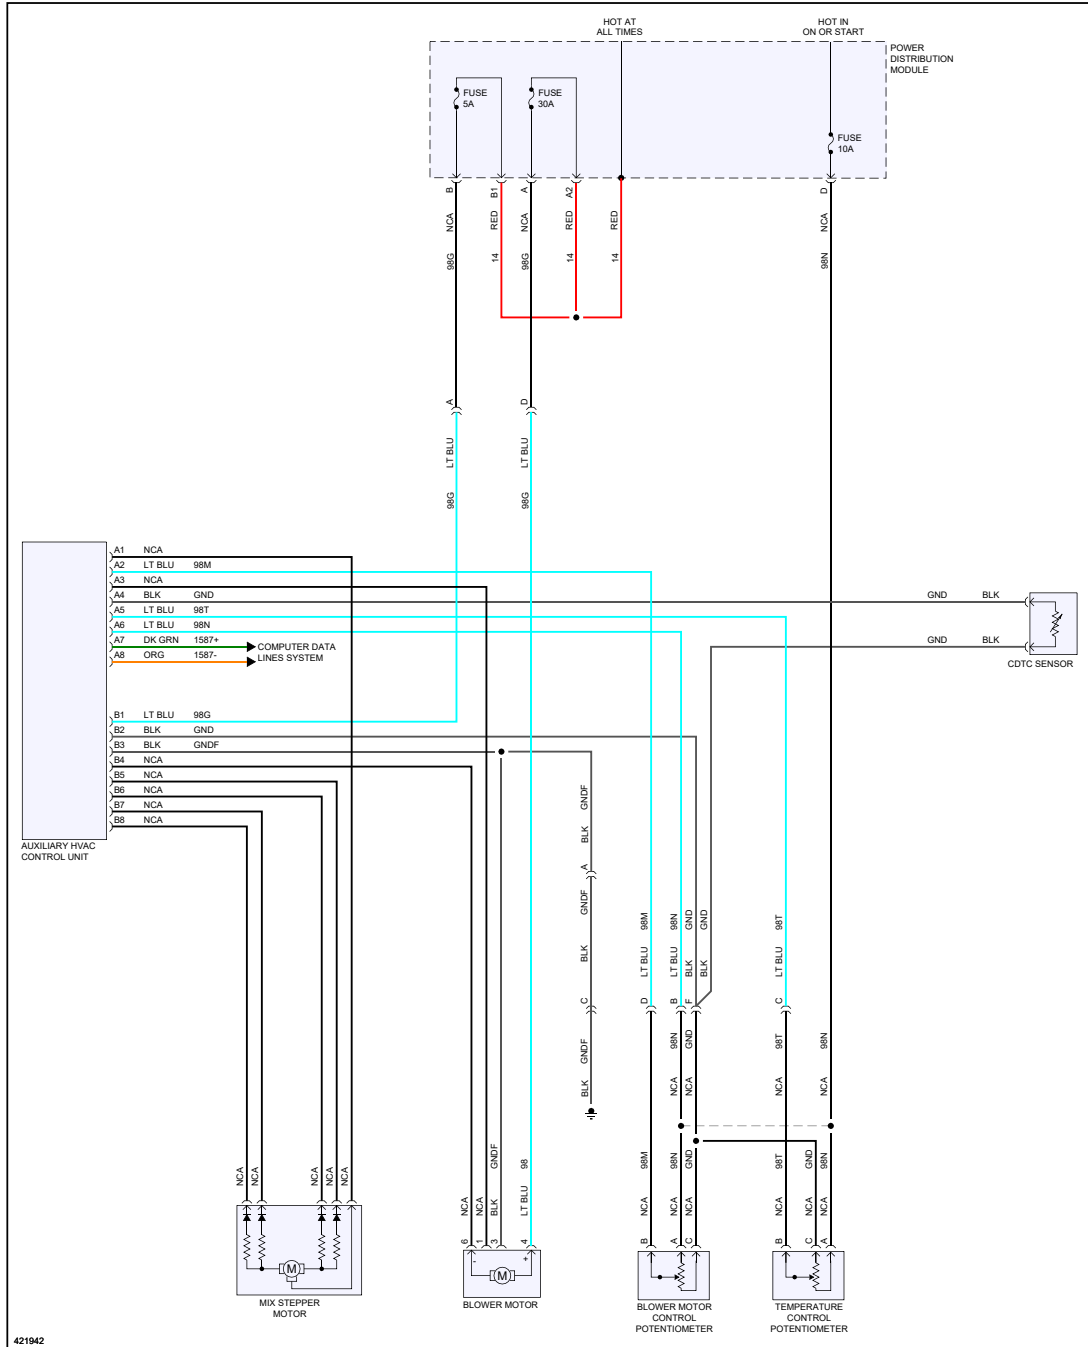 HOT AT
ALL TIMES
HOT IN
ON OR START
POWER
DISTRIBUTION
MODULE
FUSE
5A
FUSE
30A
FUSE
10A
B
B1
A
A2
D
NCA
RED
NCA
RED
RED
NCA
98G
14
98G
14
14
98N
A
D
LT BLU
LT BLU
98G
98G
A1 NCA
A2 LT BLU 98M
A3 NCA
A4 BLK GND
A5 LT BLU 98T
A6 LT BLU 98N
A7 DK GRN 1587+
A8 ORG 1587-
COMPUTER DATA
LINES SYSTEM
GND BLK
GND BLK
CDTC SENSOR
B1 LT BLU 98G
B2 BLK GND
B3 BLK GNDF
B4 NCA
B5 NCA
B6 NCA
B7 NCA
B8 NCA
AUXILIARY HVAC
CONTROL UNIT
GNDF
BLK
A
GNDF
BLK
C
GNDF
BLK
98M
98N
GND
GND
98T
LT BLU
LT BLU
BLK
BLK
LT BLU
D
B
F
C
98N
GND
98T
98N
NCA
NCA
NCA
NCA
NCA
NCA
NCA
NCA
NCA
GNDF
98
98M
98N
GND
98T
GND
98N
NCA
NCA
BLK
LT BLU
NCA
NCA
NCA
NCA
NCA
NCA
6
1
3
4
B
A
C
B
C
A
M
- +
M
MIX STEPPER
MOTOR
BLOWER MOTOR
BLOWER MOTOR
CONTROL
POTENTIOMETER
TEMPERATURE
CONTROL
POTENTIOMETER
421942